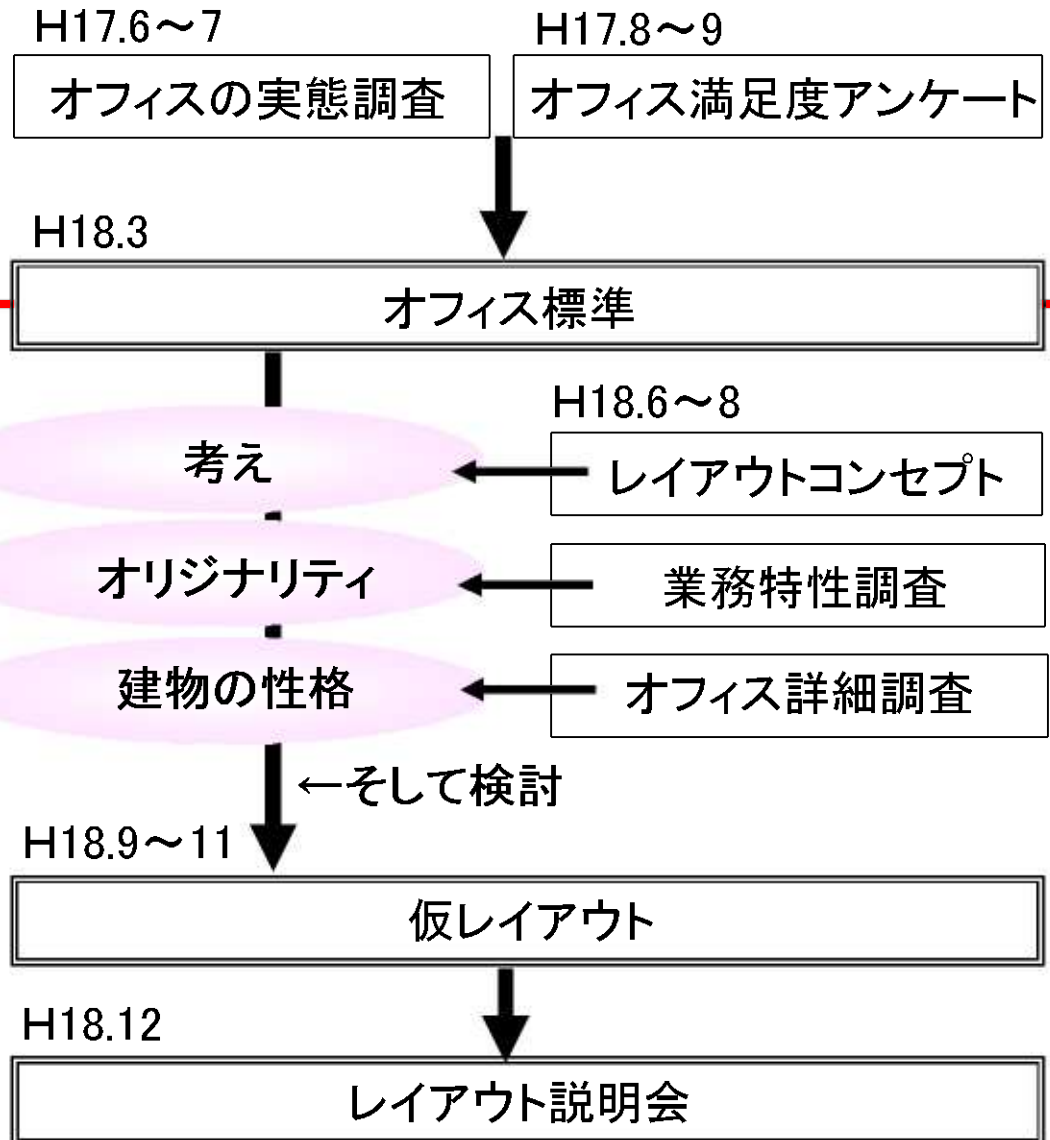 H17.6～7
H17.8～9
オフィスの実態調査
オフィス満足度アンケート
H18.3
オフィス標準
H18.6～8
考え
レイアウトコンセプト
オリジナリティ
業務特性調査
建物の性格
オフィス詳細調査
←そして検討
H18.9～11
仮レイアウト
H18.12
レイアウト説明会